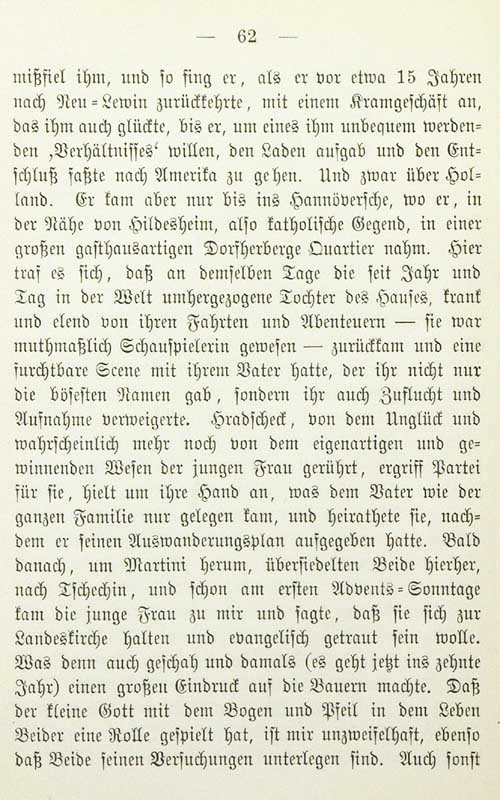 — 62 —
mißfiel ihm, und so fing er, als er vor etwa 15 Jahren
nach Neu-Lewin zurückkehrte, mit einem Kramgeschäft an,
das ihm auch glückte, bis er, um eines ihm unbequem werden-
den ‚Verhältnisses‘ willen, den Laden aufgab und den Ent-
schluß faßte nach Amerika zu gehen. Und zwar über Hol-
land. Er kam aber nur bis ins Hannöversche, wo er, in
der Nähe von Hildesheim, also katholische Gegend, in einer
großen gasthausartigen Dorfherberge Quartier nahm. Hier
traf es sich, daß an demselben Tage die seit Jahr und
Tag in der Welt umhergezogene Tochter des Hauses, krank
und elend von ihren Fahrten und Abenteuern — sie war
muthmaßlich Schauspielerin gewesen — zurückkam und eine
furchtbare Scene mit ihrem Vater hatte, der ihr nicht nur
die bösesten Namen gab, sondern ihr auch Zuflucht und
Aufnahme verweigerte. Hradscheck, von dem Unglück und
wahrscheinlich mehr noch von dem eigenartigen und ge-
winnenden Wesen der jungen Frau gerührt, ergriff Partei
für sie, hielt um ihre Hand an, was dem Vater wie der
ganzen Familie nur gelegen kam, und heirathete sie, nach-
dem er seinen Auswanderungsplan aufgegeben hatte. Bald
danach, um Martini herum, übersiedelten Beide hierher,
nach Tschechin, und schon am ersten Advents-Sonntage
kam die junge Frau zu mir und sagte, daß sie sich zur
Landeskirche halten und evangelisch getraut sein wolle.
Was denn auch geschah und damals (es geht jetzt ins zehnte
Jahr) einen großen Eindruck auf die Bauern machte. Daß
der kleine Gott mit dem Bogen und Pfeil in dem Leben
Beider eine Rolle gespielt hat, ist mir unzweifelhaft, ebenso
daß Beide seinen Versuchungen unterlegen sind. Auch sonst